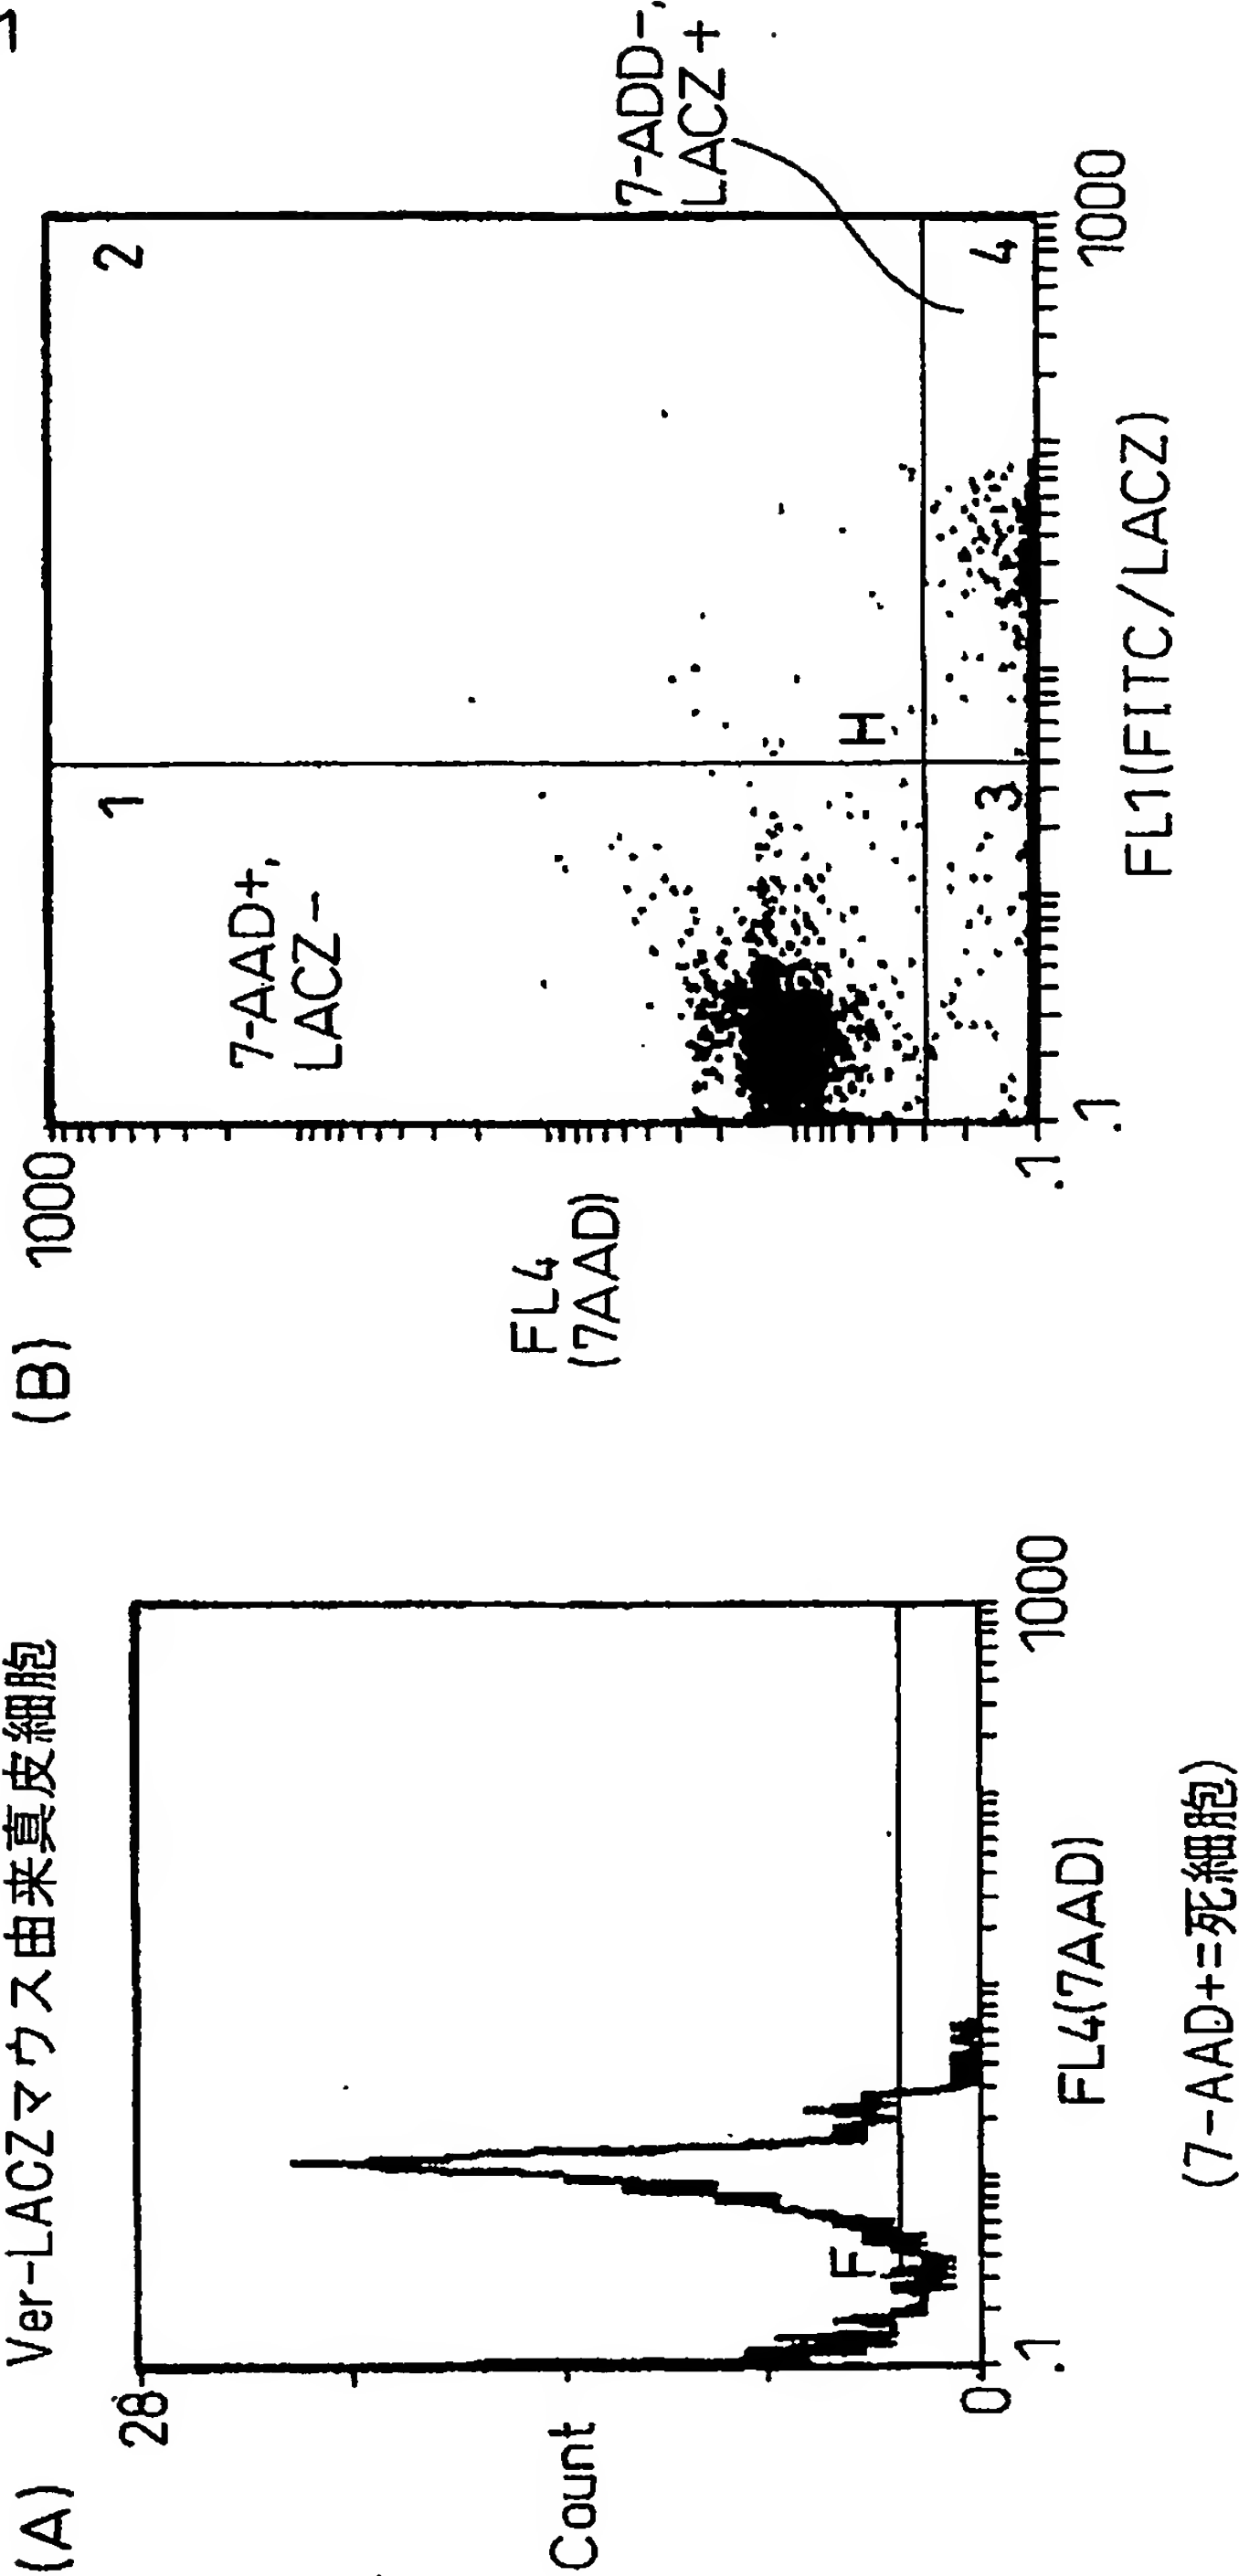 (A) Ver-LACZマウス由来真皮細胞
28
Count
0
.1
1000
F
FL4(7AAD)
(7-AAD+=死細胞)
(B)
1000
FL4
(7AAD)
.1
.1
1000
1
2
3
4
H
7-AAD+,
LACZ-
7-ADD-,
LACZ+
FL1(FITC/LACZ)